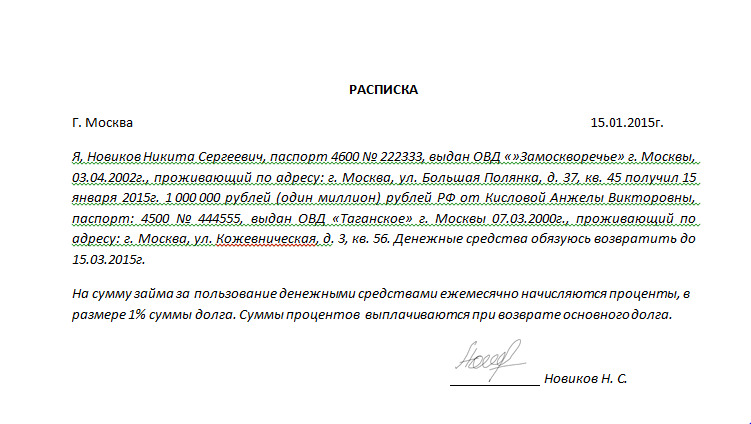 РАСПИСКА
Г. Москва 15.01.2015г.
Я, Новиков Никита Сергеевич, паспорт 4600 № 222333, выдан ОВД «»Замоскворечье» г. Москвы,
03.04.2002г., проживающий по адресу: г. Москва, ул. Большая Полянка, д. 37, кв. 45 получил 15
января 2015г. 1 000 000 рублей (один миллион) рублей РФ от Кисловой Анжелы Викторовны,
паспорт: 4500 № 444555, выдан ОВД «Таганское» г. Москвы 07.03.2000г., проживающий по
адресу: г. Москва, ул. Кожевническая, д. 3, кв. 56. Денежные средства обязуюсь возвратить до
15.03.2015г.
На сумму займа за пользование денежными средствами ежемесячно начисляются проценты, в
размере 1% суммы долга. Суммы процентов выплачиваются при возврате основного долга.
Новиков Н. С.